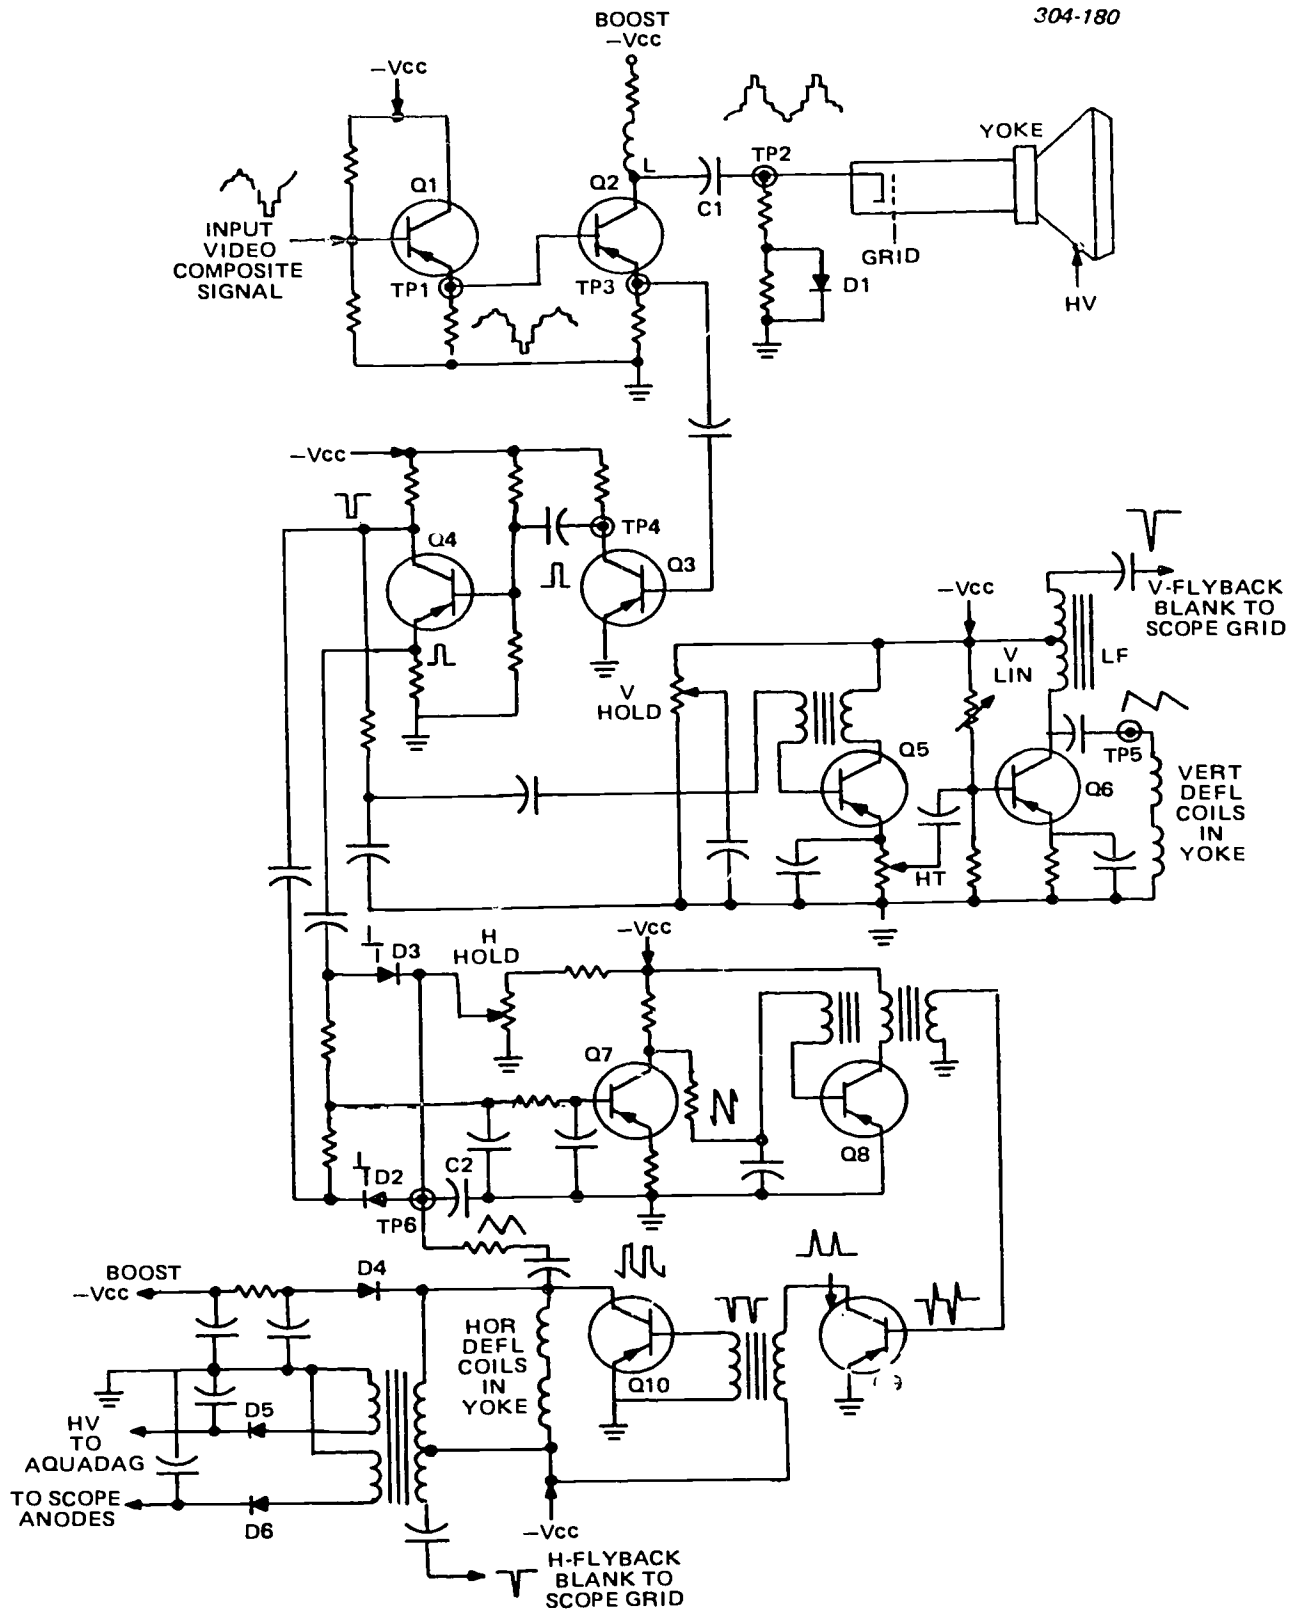 304-180
BOOST
−Vcc
−Vcc
YOKE
TP2
L
Q1
Q2
C1
INPUT
VIDEO
COMPOSITE
SIGNAL
GRID
TP1
TP3
D1
HV
−Vcc
TP4
Q4
Q3
−Vcc
V-FLYBACK
BLANK TO
SCOPE GRID
V
LIN
LF
V
HOLD
Q5
TP5
Q6
VERT
DEFL
COILS
IN
YOKE
HT
−Vcc
H
HOLD
D3
Q7
Q8
D2
C2
TP6
BOOST
−Vcc
D4
HOR
DEFL
COILS
IN
YOKE
Q10
D5
HV
TO
AQUADAG
TO SCOPE
ANODES
D6
−Vcc
H-FLYBACK
BLANK TO
SCOPE GRID